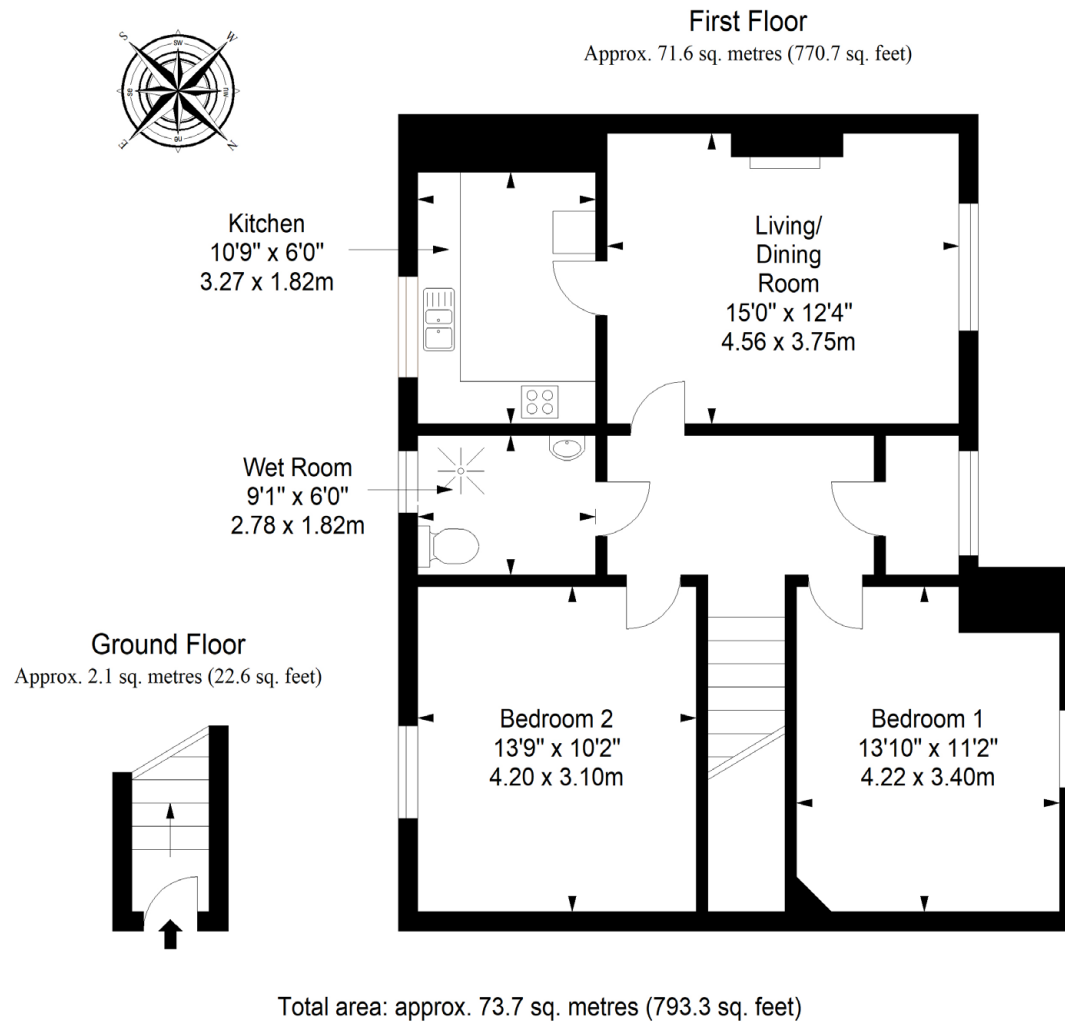 First Floor
Approx. 71.6 sq. metres (770.7 sq. feet)
S
SW
W
se
nw
E
ne
N
Kitchen
10'9" x 6'0"
3.27 x 1.82m
Living/
Dining
Room
15'0" x 12'4"
4.56 x 3.75m
Wet Room
9'1" x 6'0"
2.78 x 1.82m
Ground Floor
Approx. 2.1 sq. metres (22.6 sq. feet)
Bedroom 2
13'9" x 10'2"
4.20 x 3.10m
Bedroom 1
13'10" x 11'2"
4.22 x 3.40m
Total area: approx. 73.7 sq. metres (793.3 sq. feet)